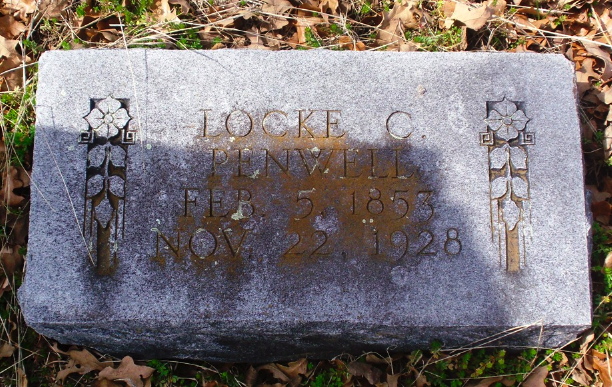 LOCKE C.
PENWELL
FEB. 5, 1853
NOV. 22, 1928